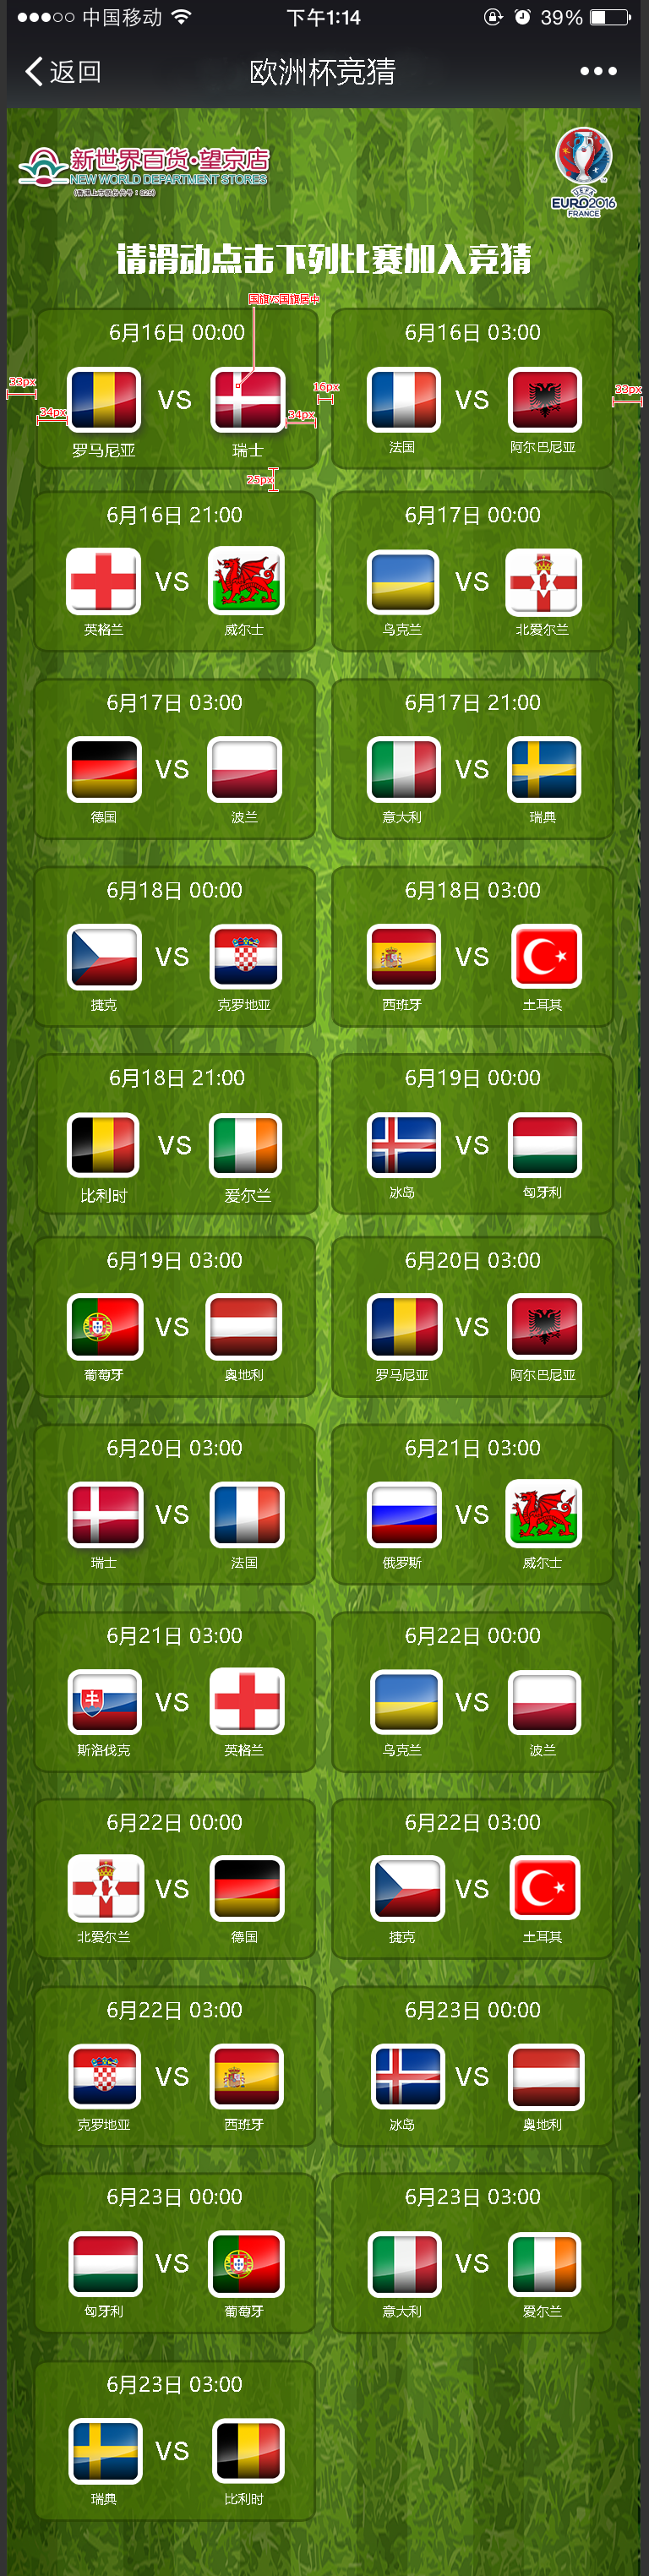 中国移动 下午1:14 39%
返回 欧洲杯竞猜
新世界百货·望京店
NEW WORLD DEPARTMENT STORES
(香港上市股份代号:825)
UEFA
EURO2016
FRANCE
请滑动点击下列比赛加入竞猜
国旗VS国旗居中
6月16日 00:00 6月16日 03:00
33px 16px 33px
34px VS 34px VS
罗马尼亚 瑞士 法国 阿尔巴尼亚
25px
6月16日 21:00 6月17日 00:00
VS VS
英格兰 威尔士 乌克兰 北爱尔兰
6月17日 03:00 6月17日 21:00
VS VS
德国 波兰 意大利 瑞典
6月18日 00:00 6月18日 03:00
VS VS
捷克 克罗地亚 西班牙 土耳其
6月18日 21:00 6月19日 00:00
VS VS
比利时 爱尔兰 冰岛 匈牙利
6月19日 03:00 6月20日 03:00
VS VS
葡萄牙 奥地利 罗马尼亚 阿尔巴尼亚
6月20日 03:00 6月21日 03:00
VS VS
瑞士 法国 俄罗斯 威尔士
6月21日 03:00 6月22日 00:00
VS VS
斯洛伐克 英格兰 乌克兰 波兰
6月22日 00:00 6月22日 03:00
VS VS
北爱尔兰 德国 捷克 土耳其
6月22日 03:00 6月23日 00:00
VS VS
克罗地亚 西班牙 冰岛 奥地利
6月23日 00:00 6月23日 03:00
VS VS
匈牙利 葡萄牙 意大利 爱尔兰
6月23日 03:00
VS
瑞典 比利时